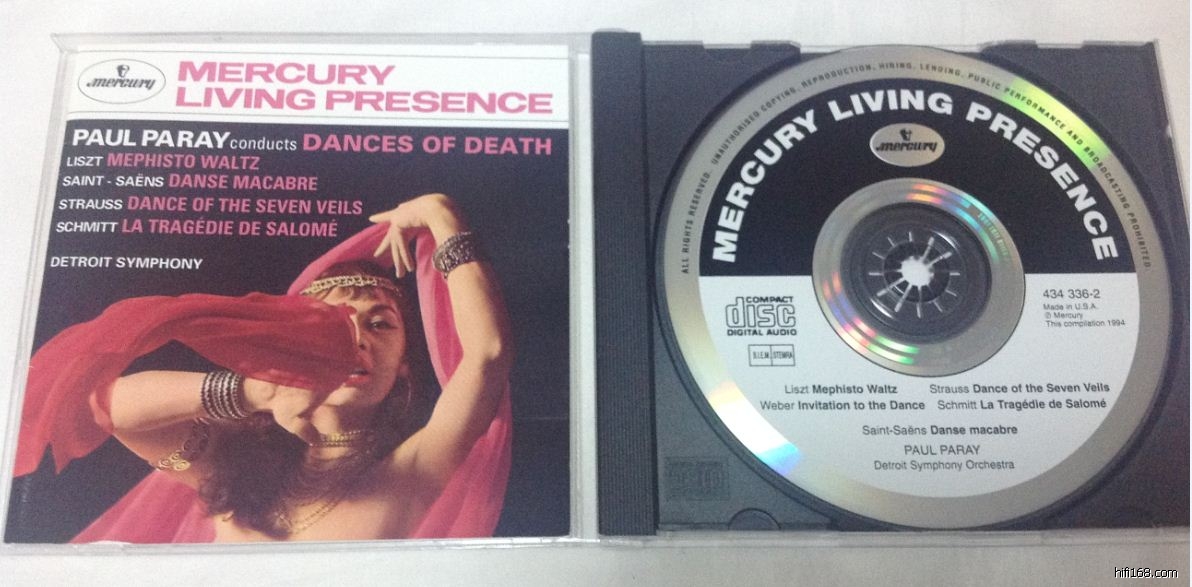 mercury
MERCURY
LIVING PRESENCE
PAUL PARAY conducts DANCES OF DEATH
LISZT MEPHISTO WALTZ
SAINT - SAËNS DANSE MACABRE
STRAUSS DANCE OF THE SEVEN VEILS
SCHMITT LA TRAGÉDIE DE SALOMÉ
DETROIT SYMPHONY
ALL RIGHTS RESERVED. UNAUTHORISED COPYING, REPRODUCTION, HIRING, LENDING, PUBLIC PERFORMANCE AND BROADCASTING PROHIBITED
MERCURY LIVING PRESENCE
mercury
COMPACT
disc
DIGITAL AUDIO
B.I.E.M. STEMRA
434 336-2
Made in U.S.A.
℗ Mercury
This compilation 1994
Liszt Mephisto Waltz Strauss Dance of the Seven Veils
Weber Invitation to the Dance Schmitt La Tragédie de Salomé
Saint-Saëns Danse macabre
PAUL PARAY
Detroit Symphony Orchestra
hifi168.com